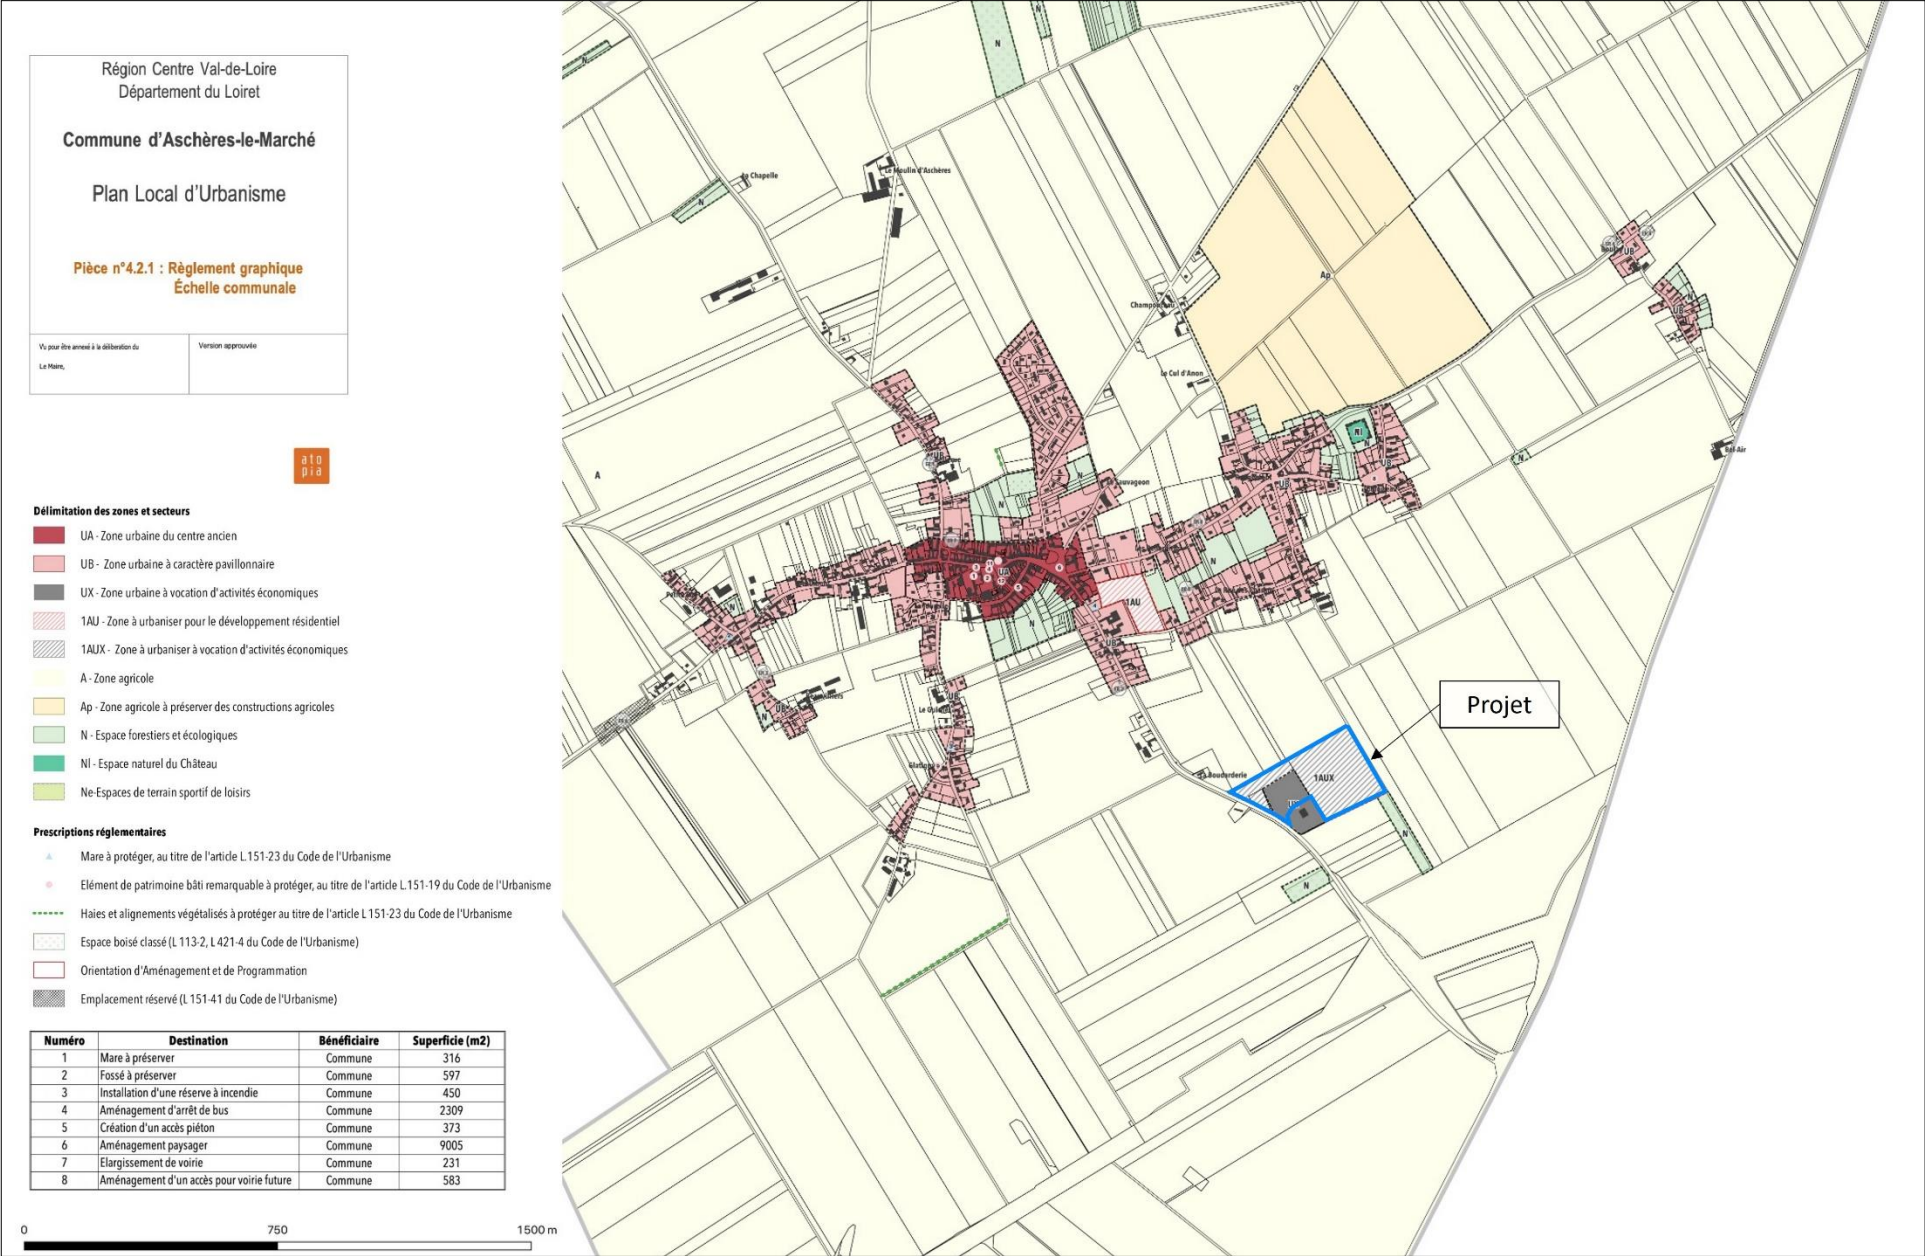 Région Centre Val-de-Loire
Département du Loiret
Commune d'Aschères-le-Marché
Plan Local d'Urbanisme
Pièce n°4.2.1 : Règlement graphique
Échelle communale
Vu pour être annexé à la délibération du
Le Maire,
Version approuvée
ato
pia
Délimitation des zones et secteurs
UA - Zone urbaine du centre ancien
UB - Zone urbaine à caractère pavillonnaire
UX - Zone urbaine à vocation d'activités économiques
1AU - Zone à urbaniser pour le développement résidentiel
1AUX - Zone à urbaniser à vocation d'activités économiques
A - Zone agricole
Ap - Zone agricole à préserver des constructions agricoles
N - Espace forestiers et écologiques
Nl - Espace naturel du Château
Ne-Espaces de terrain sportif de loisirs
Prescriptions réglementaires
Mare à protéger, au titre de l'article L.151-23 du Code de l'Urbanisme
Elément de patrimoine bâti remarquable à protéger, au titre de l'article L.151-19 du Code de l'Urbanisme
Haies et alignements végétalisés à protéger au titre de l'article L 151-23 du Code de l'Urbanisme
Espace boisé classé (L 113-2, L 421-4 du Code de l'Urbanisme)
Orientation d'Aménagement et de Programmation
Emplacement réservé (L 151-41 du Code de l'Urbanisme)
Numéro Destination Bénéficiaire Superficie (m2)
1 Mare à préserver Commune 316
2 Fossé à préserver Commune 597
3 Installation d'une réserve à incendie Commune 450
4 Aménagement d'arrêt de bus Commune 2309
5 Création d'un accès piéton Commune 373
6 Aménagement paysager Commune 9005
7 Elargissement de voirie Commune 231
8 Aménagement d'un accès pour voirie future Commune 583
0 750 1500 m
N
N
N
La Chapelle
N
Le Moulin d'Aschères
Ap
UB
N
UB
Le Cul d'Anon
Nl
N
UB
N
Bel-Air
A
UB
N
N
UB
N
N
1AU
N
UB
N
UB
UB
La Bouderderie
1AUX
N
N
Projet